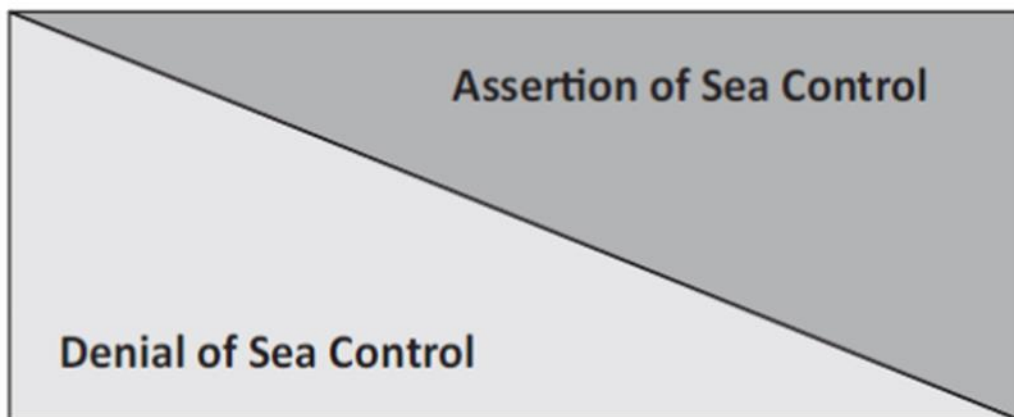 Assertion of Sea Control
Denial of Sea Control